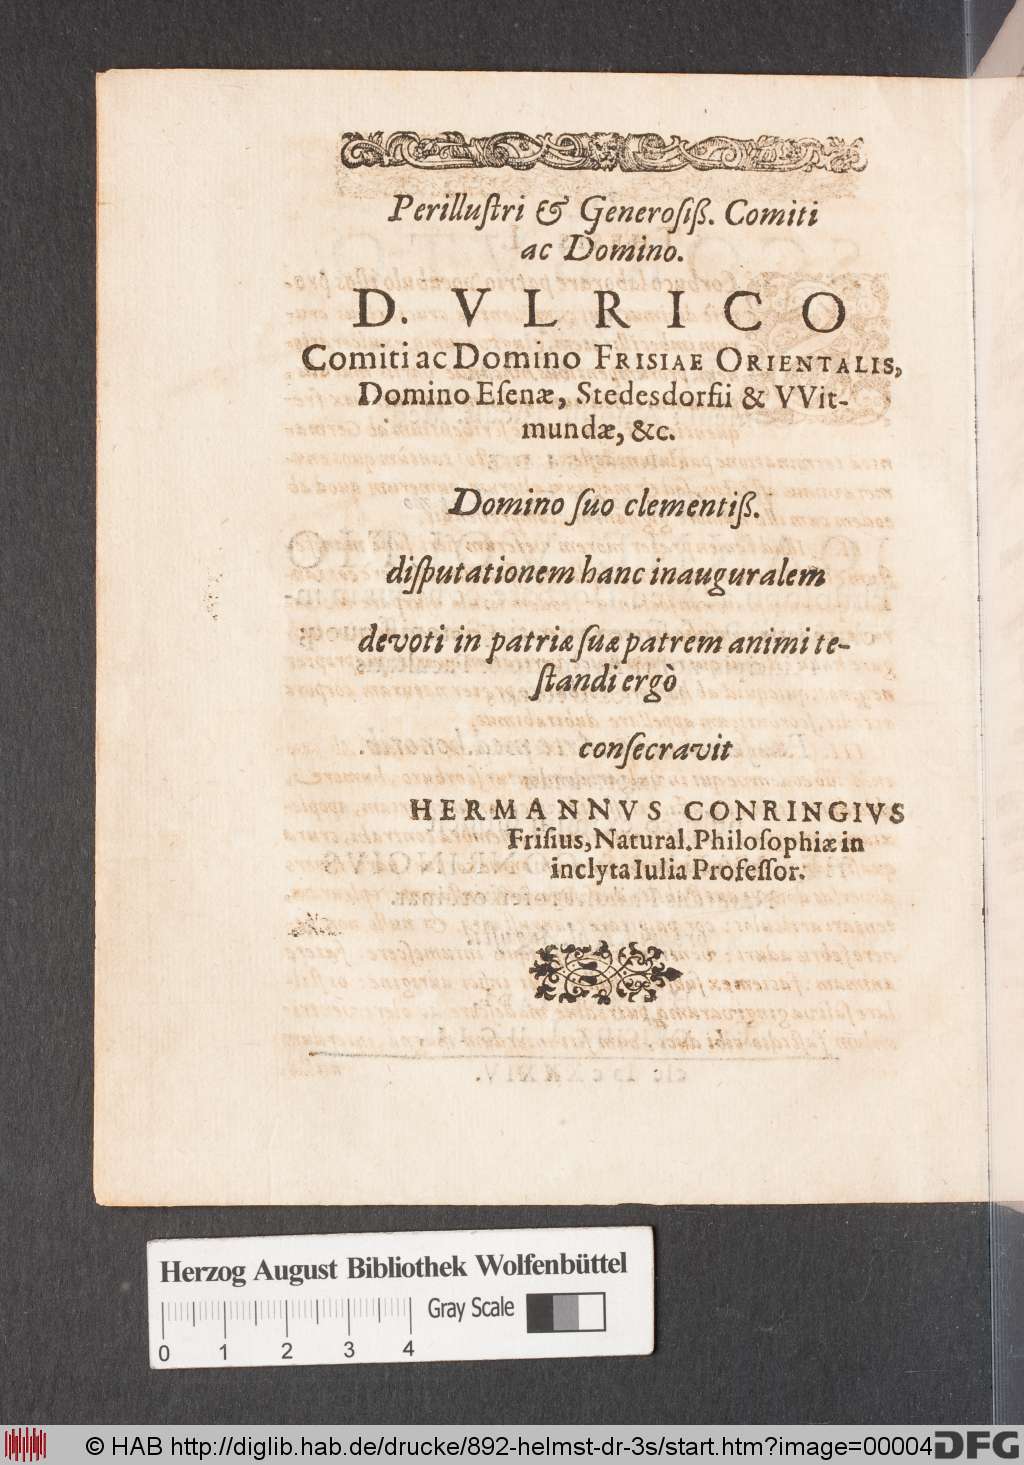 Perilluſtri & Generoſiß. Comiti
ac Domino.
D. VLRICO
Comiti ac Domino FRISIAE ORIENTALIS,
Domino Eſenæ, Stedesdorfii & VVit-
mundæ, &c.
Domino ſuo clementiß.
diſputationem hanc inauguralem
devoti in patriæ ſuæ patrem animi te-
ſtandi ergò
conſecravit
HERMANNVS CONRINGIVS
Friſius, Natural. Philoſophiæ in
inclyta Iulia Profeſſor.
Herzog August Bibliothek Wolfenbüttel
Gray Scale
0 1 2 3 4
© HAB http://diglib.hab.de/drucke/892-helmst-dr-3s/start.htm?image=00004
DFG